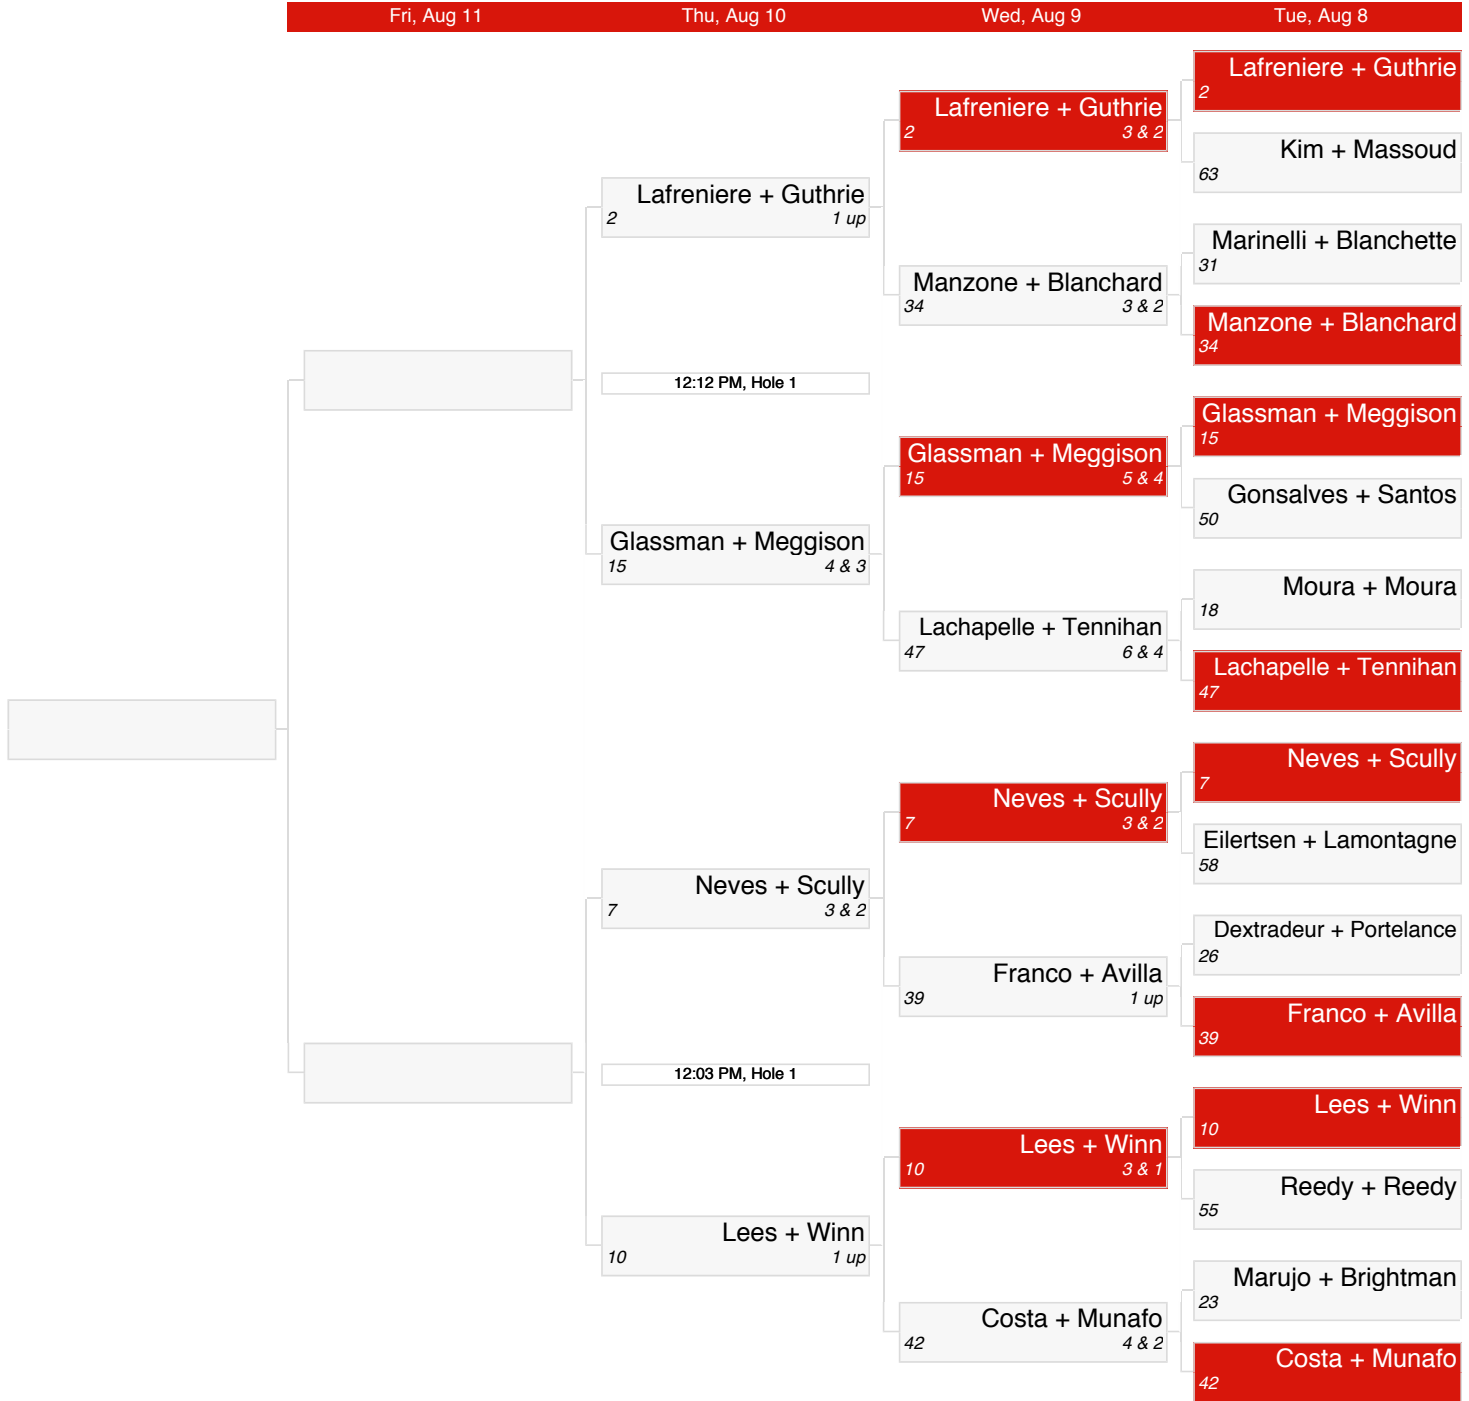 Fri, Aug 11
Thu, Aug 10
Wed, Aug 9
Tue, Aug 8
Lafreniere + Guthrie
2
Kim + Massoud
63
Marinelli + Blanchette
31
Manzone + Blanchard
34
Glassman + Meggison
15
Gonsalves + Santos
50
Moura + Moura
18
Lachapelle + Tennihan
47
Neves + Scully
7
Eilertsen + Lamontagne
58
Dextradeur + Portelance
26
Franco + Avilla
39
Lees + Winn
10
Reedy + Reedy
55
Marujo + Brightman
23
Costa + Munafo
42
Lafreniere + Guthrie
2 3 & 2
Manzone + Blanchard
34 3 & 2
Glassman + Meggison
15 5 & 4
Lachapelle + Tennihan
47 6 & 4
Neves + Scully
7 3 & 2
Franco + Avilla
39 1 up
Lees + Winn
10 3 & 1
Costa + Munafo
42 4 & 2
Lafreniere + Guthrie
2 1 up
12:12 PM, Hole 1
Glassman + Meggison
15 4 & 3
Neves + Scully
7 3 & 2
12:03 PM, Hole 1
Lees + Winn
10 1 up